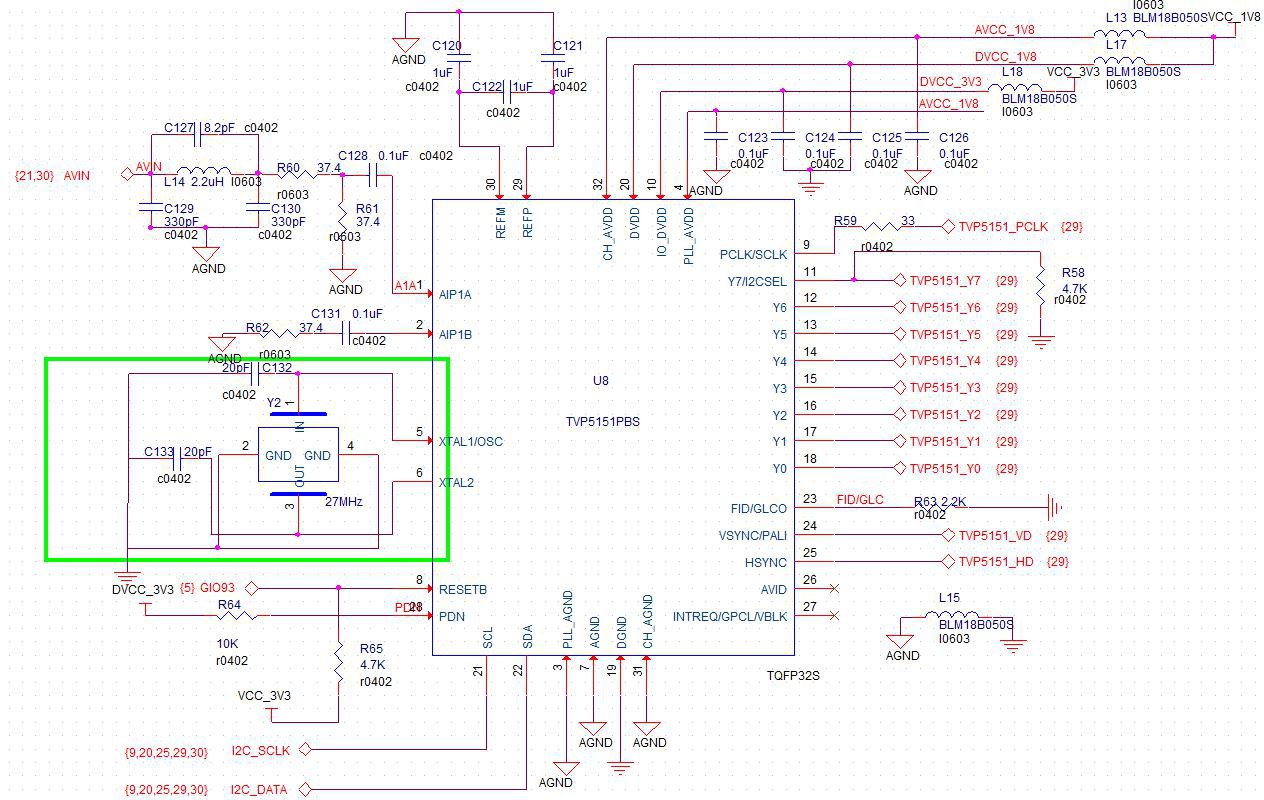 I0603
L13 BLM18B050S VCC_1V8
AVCC_1V8
L17
DVCC_1V8
BLM18B050S
I0603
L18 VCC_3V3
DVCC_3V3
BLM18B050S
I0603
AVCC_1V8
AGND
C120
1uF
c0402
C121
1uF
c0402
C122 1uF
c0402
C123
0.1uF
c0402
C124
0.1uF
c0402
C125
0.1uF
c0402
C126
0.1uF
c0402
AGND
AGND
C127 8.2pF c0402
{21,30} AVIN
AVIN
L14 2.2uH I0603
R60 37.4
r0603
C128 0.1uF c0402
C129
330pF
c0402
C130
330pF
c0402
R61
37.4
r0603
AGND
AGND
A1A
1 AIP1A
R62 37.4
r0603
C131 0.1uF
c0402
2 AIP1B
AGND
20pF C132
c0402
Y2
1
IN
2 GND GND 4
OUT
3
27MHz
C133 20pF
c0402
5 XTAL1/OSC
6 XTAL2
30 REFM
29 REFP
32 CH_AVDD
20 DVDD
10 IO_DVDD
4 PLL_AVDD
U8
TVP5151PBS
TQFP32S
PCLK/SCLK 9
R59 33
r0402
TVP5151_PCLK {29}
Y7/I2CSEL 11 TVP5151_Y7 {29}
R58
4.7K
r0402
Y6 12 TVP5151_Y6 {29}
Y5 13 TVP5151_Y5 {29}
Y4 14 TVP5151_Y4 {29}
Y3 15 TVP5151_Y3 {29}
Y2 16 TVP5151_Y2 {29}
Y1 17 TVP5151_Y1 {29}
Y0 18 TVP5151_Y0 {29}
FID/GLCO 23 FID/GLC R63 2.2K
r0402
VSYNC/PALI 24 TVP5151_VD {29}
HSYNC 25 TVP5151_HD {29}
AVID 26
INTREQ/GPCL/VBLK 27
L15
BLM18B050S
I0603
AGND
DVCC_3V3 {5} GIO93
8 RESETB
R64
10K
r0402
PDN
28 PDN
R65
4.7K
r0402
VCC_3V3
SCL 21
SDA 22
PLL_AGND 3
AGND 7
DGND 19
CH_AGND 31
AGND
AGND
AGND
{9,20,25,29,30} I2C_SCLK
{9,20,25,29,30} I2C_DATA